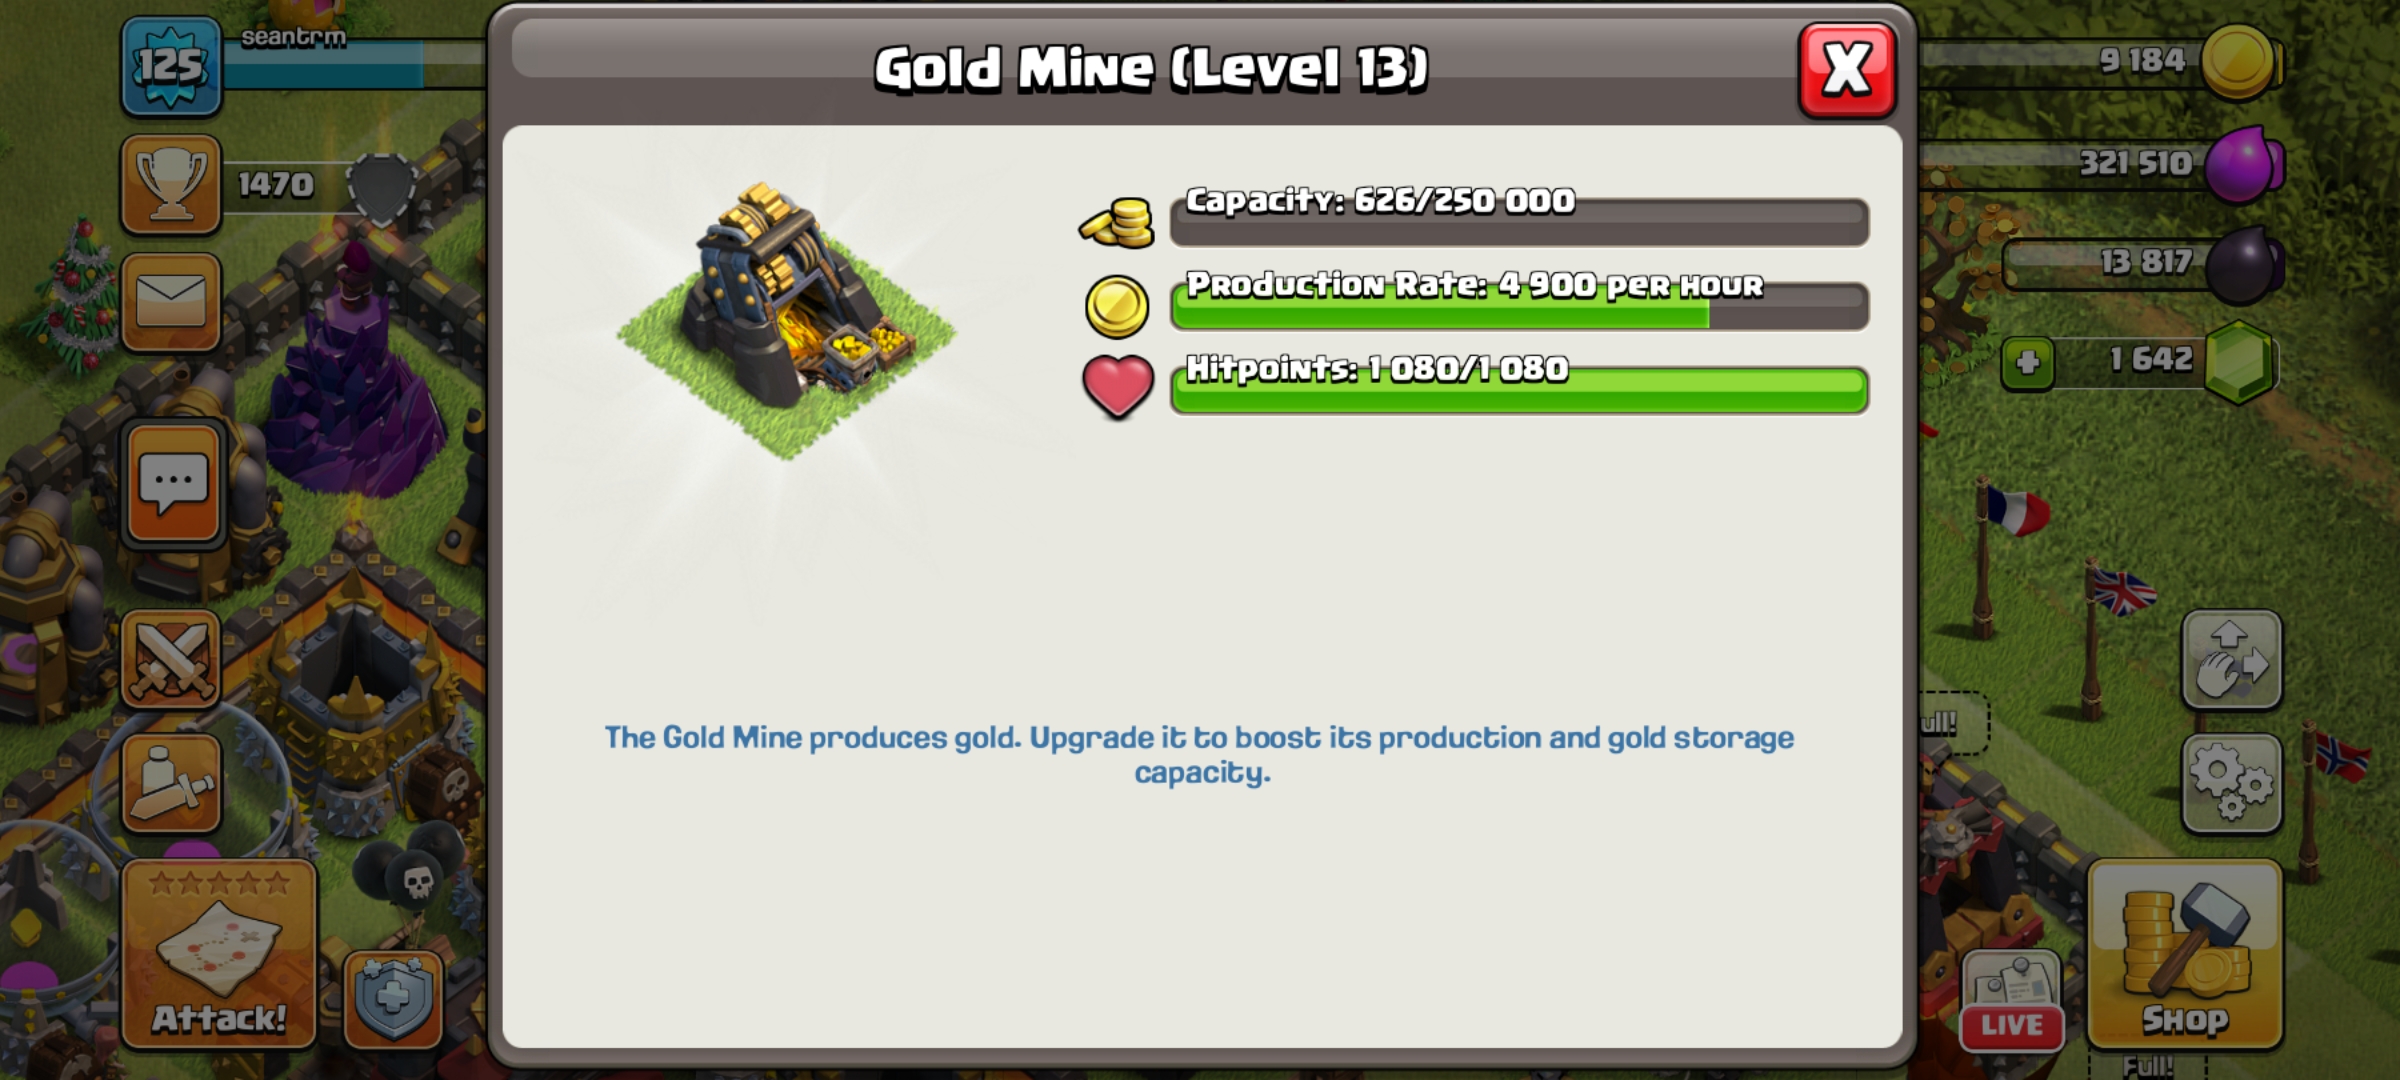 125
seantrm
1470
Gold Mine (Level 13)
X
Capacity: 626/250 000
Production Rate: 4 900 per hour
Hitpoints: 1 080/1 080
The Gold Mine produces gold. Upgrade it to boost its production and gold storage
capacity.
9 184
321 510
13 817
1 642
ull!
Attack!
LIVE
Shop
Full!